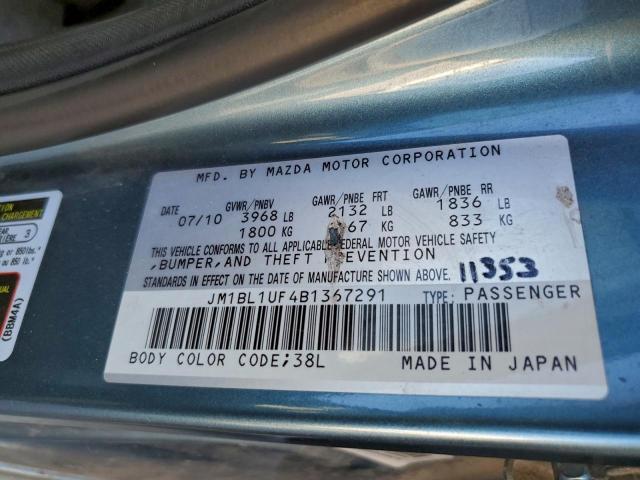 MFD. BY MAZDA MOTOR CORPORATION
DATE GVWR/PNBV GAWR/PNBE FRT GAWR/PNBE RR
07/10 3968 LB 2132 LB 1836 LB
1800 KG 67 KG 833 KG
THIS VEHICLE CONFORMS TO ALL APPLICABLE FEDERAL MOTOR VEHICLE SAFETY
,BUMPER,AND THEFT PREVENTION
STANDARDS IN EFFECT ON THE DATE OF MANUFACTURE SHOWN ABOVE. 11353
JM1BL1UF4B1367291 TYPE: PASSENGER
BODY COLOR CODE;38L MADE IN JAPAN
CHARGEMENT
3
(BBM4A)